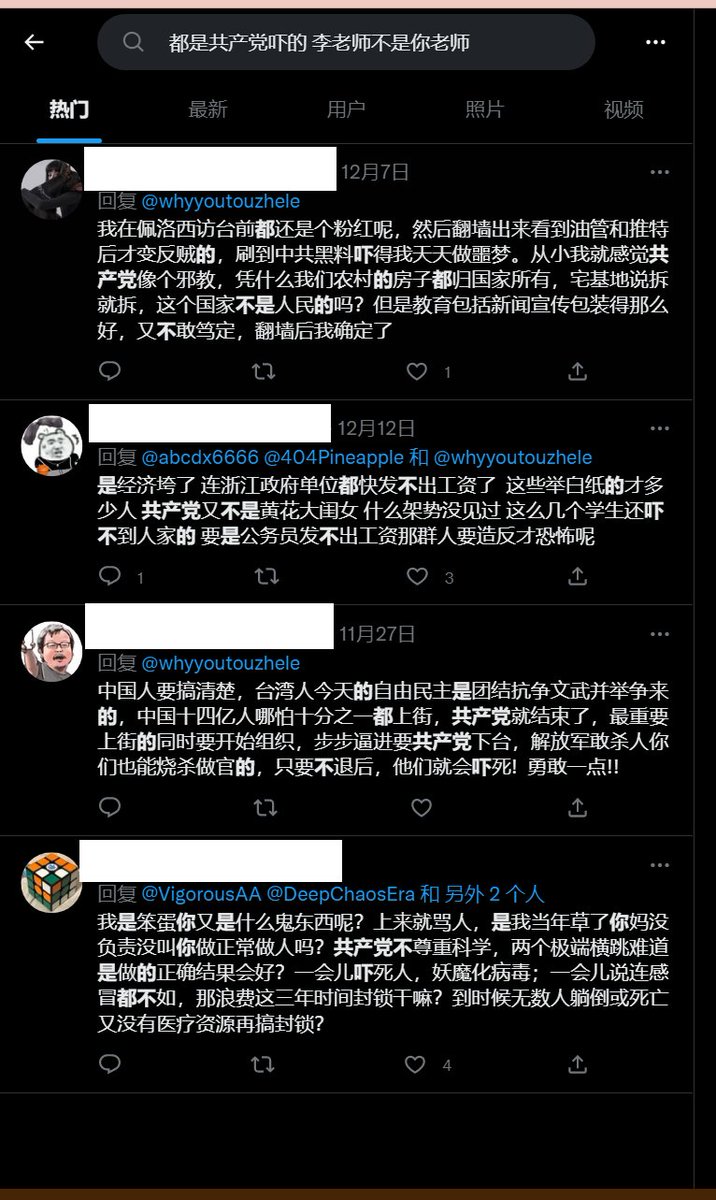 都是共产党吓的 李老师不是你老师
热门 最新 用户 照片 视频
12月7日
回复 @whyyoutouzhele
我在佩洛西访台前都还是个粉红呢，然后翻墙出来看到油管和推特
后才变反贼的，刷到中共黑料吓得我天天做噩梦。从小我就感觉共
产党像个邪教，凭什么我们农村的房子都归国家所有，宅基地说拆
就拆，这个国家不是人民的吗？但是教育包括新闻宣传包装得那么
好，又不敢笃定，翻墙后我确定了
1
12月12日
回复 @abcdx6666 @404Pineapple 和 @whyyoutouzhele
是经济垮了 连浙江政府单位都快发不出工资了 这些举白纸的才多
少人 共产党又不是黄花大闺女 什么架势没见过 这么几个学生还吓
不到人家的 要是公务员发不出工资那群人要造反才恐怖呢
1 3
11月27日
回复 @whyyoutouzhele
中国人要搞清楚，台湾人今天的自由民主是团结抗争文武并举争来
的，中国十四亿人哪怕十分之一都上街，共产党就结束了，最重要
上街的同时要开始组织，步步逼进要共产党下台，解放军敢杀人你
们也能烧杀做官的，只要不退后，他们就会吓死! 勇敢一点!!
回复 @VigorousAA @DeepChaosEra 和 另外 2 个人
我是笨蛋你又是什么鬼东西呢？上来就骂人，是我当年草了你妈没
负责没叫你做正常做人吗？共产党不尊重科学，两个极端横跳难道
是做的正确结果会好？一会儿吓死人，妖魔化病毒；一会儿说连感
冒都不如，那浪费这三年时间封锁干嘛？到时候无数人躺倒或死亡
又没有医疗资源再搞封锁？
4